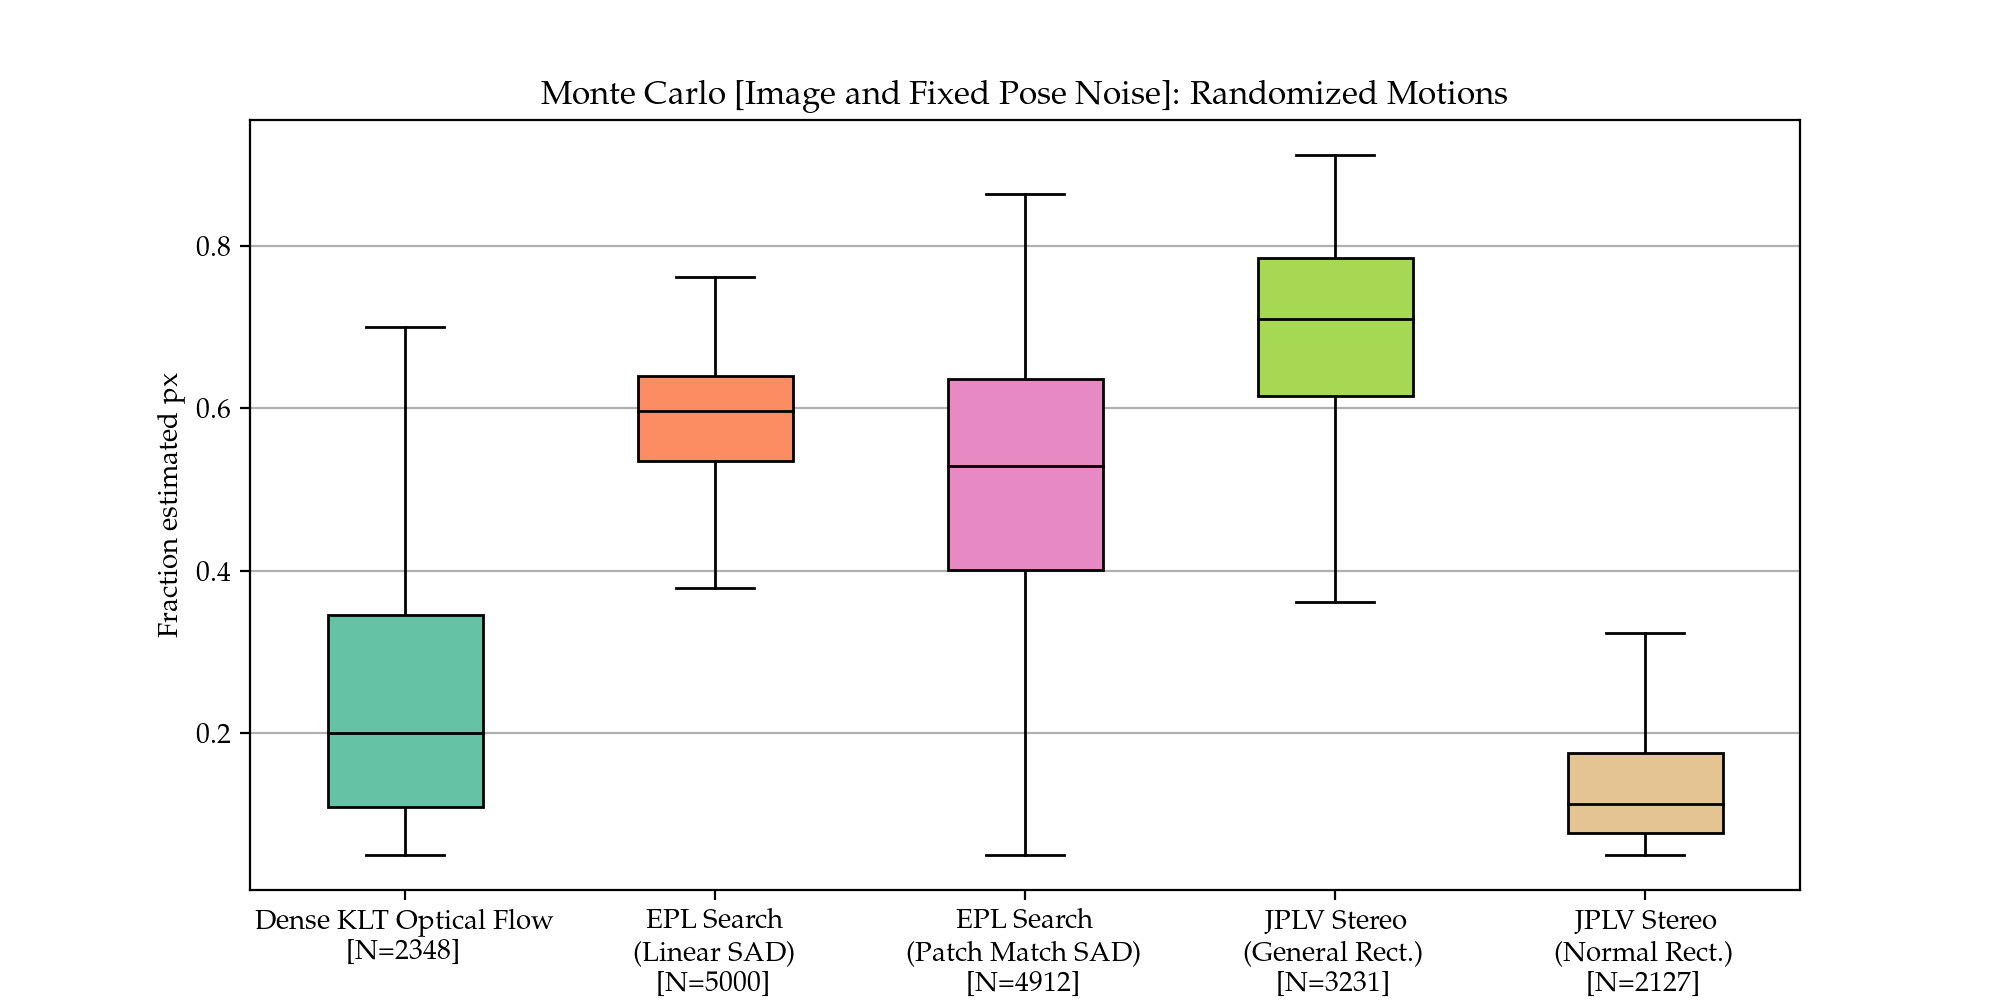 Monte Carlo [Image and Fixed Pose Noise]: Randomized Motions
Fraction estimated px
0.8
0.6
0.4
0.2
Dense KLT Optical Flow
[N=2348]
EPL Search
(Linear SAD)
[N=5000]
EPL Search
(Patch Match SAD)
[N=4912]
JPLV Stereo
(General Rect.)
[N=3231]
JPLV Stereo
(Normal Rect.)
[N=2127]